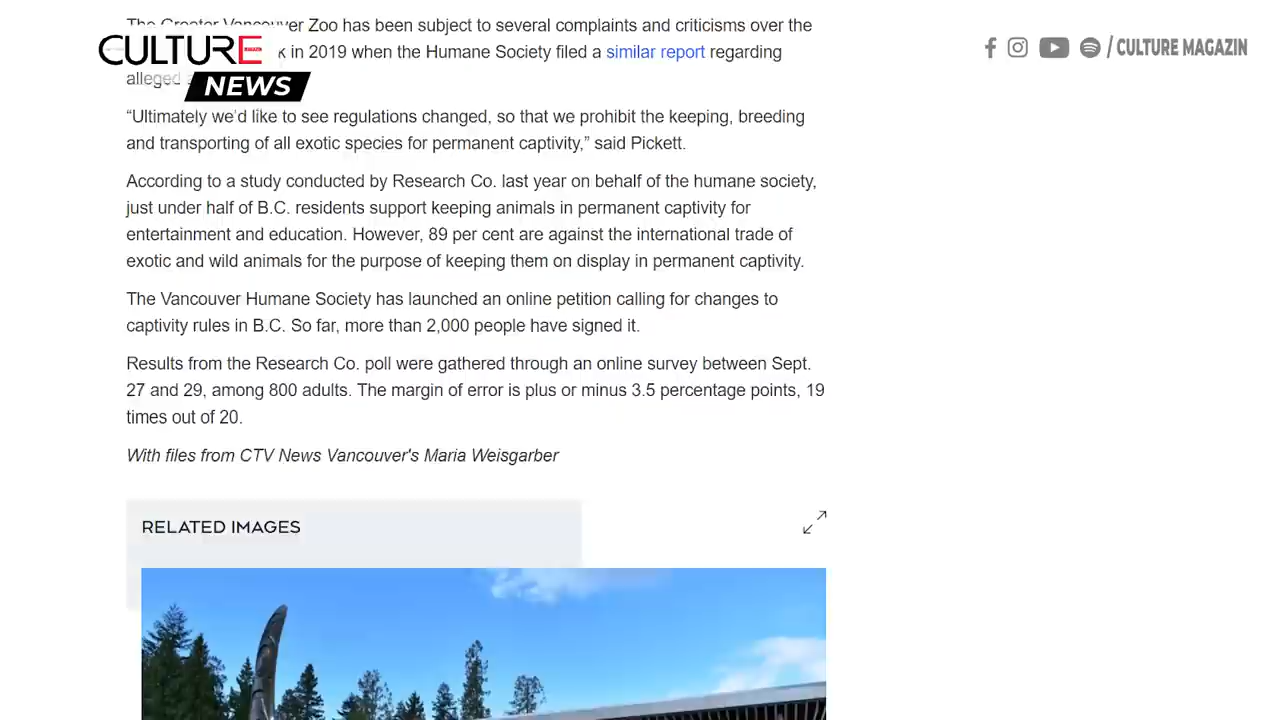 The Greater Vancouver Zoo has been subject to several complaints and criticisms over the
in 2019 when the Humane Society filed a similar report regarding
alleged
CULTURE
NEWS
/ CULTURE MAGAZIN
“Ultimately we'd like to see regulations changed, so that we prohibit the keeping, breeding
and transporting of all exotic species for permanent captivity,” said Pickett.
According to a study conducted by Research Co. last year on behalf of the humane society,
just under half of B.C. residents support keeping animals in permanent captivity for
entertainment and education. However, 89 per cent are against the international trade of
exotic and wild animals for the purpose of keeping them on display in permanent captivity.
The Vancouver Humane Society has launched an online petition calling for changes to
captivity rules in B.C. So far, more than 2,000 people have signed it.
Results from the Research Co. poll were gathered through an online survey between Sept.
27 and 29, among 800 adults. The margin of error is plus or minus 3.5 percentage points, 19
times out of 20.
With files from CTV News Vancouver's Maria Weisgarber
RELATED IMAGES